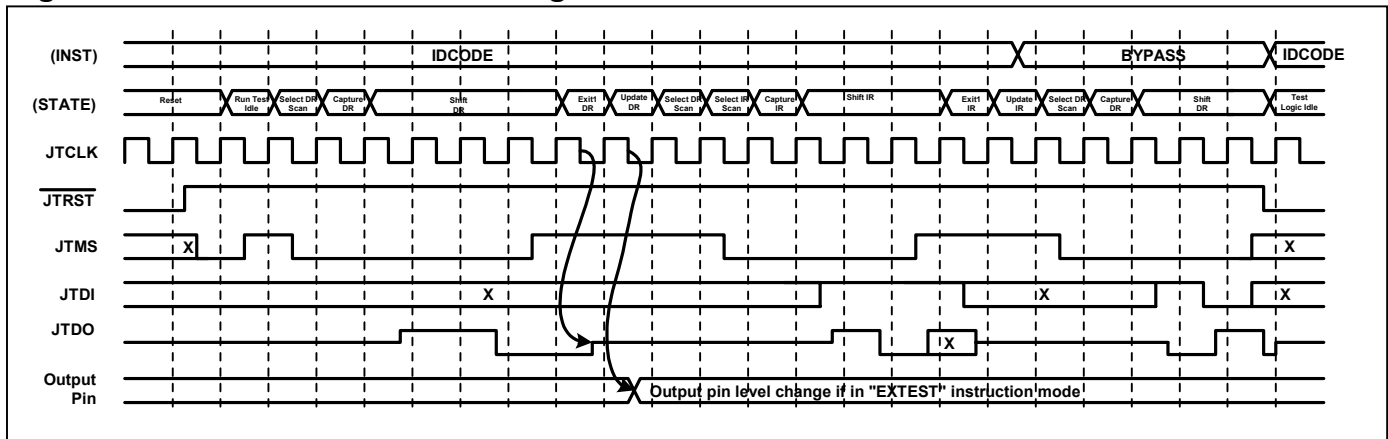 (INST) IDCODE BYPASS IDCODE
(STATE) Reset Run Test Idle Select DR Scan Capture DR Shift DR Exit1 DR Update DR Select DR Scan Select IR Scan Capture IR Shift IR Exit1 IR Update IR Select DR Scan Capture DR Shift DR Test Logic Idle
JTCLK
JTRST
JTMS X X
JTDI X X X
JTDO X
Output Pin Output pin level change if in "EXTEST" instruction mode